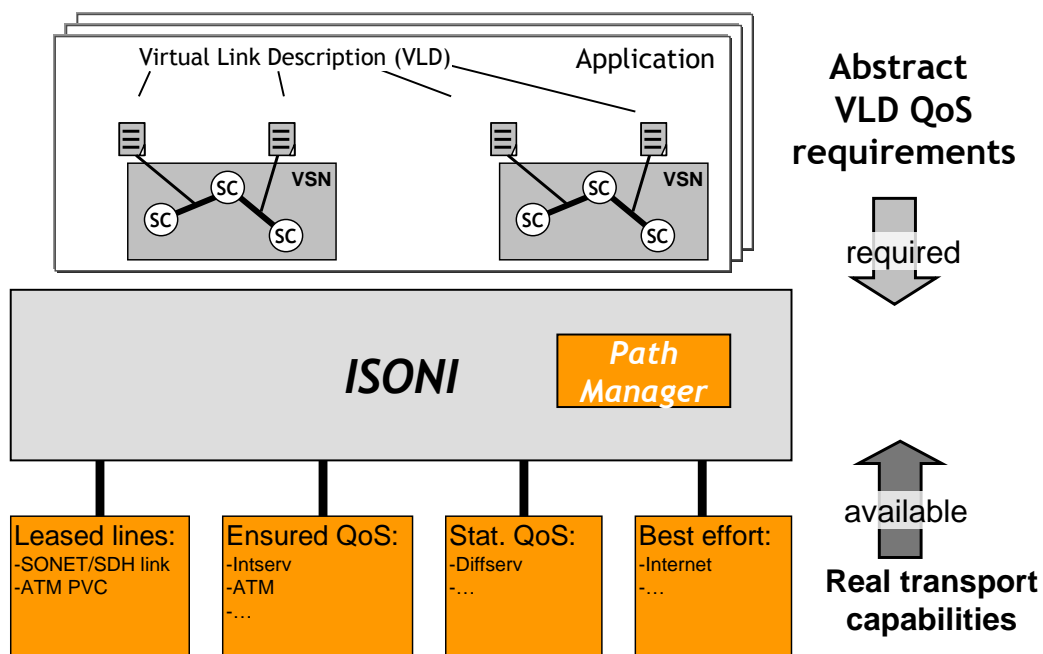 Virtual Link Description (VLD)
Application
VSN
SC
SC
SC
VSN
SC
SC
SC
Abstract
VLD QoS
requirements
required
ISONI
Path
Manager
available
Real transport
capabilities
Leased lines:
-SONET/SDH link
-ATM PVC
Ensured QoS:
-Intserv
-ATM
-...
Stat. QoS:
-Diffserv
-...
Best effort:
-Internet
-...